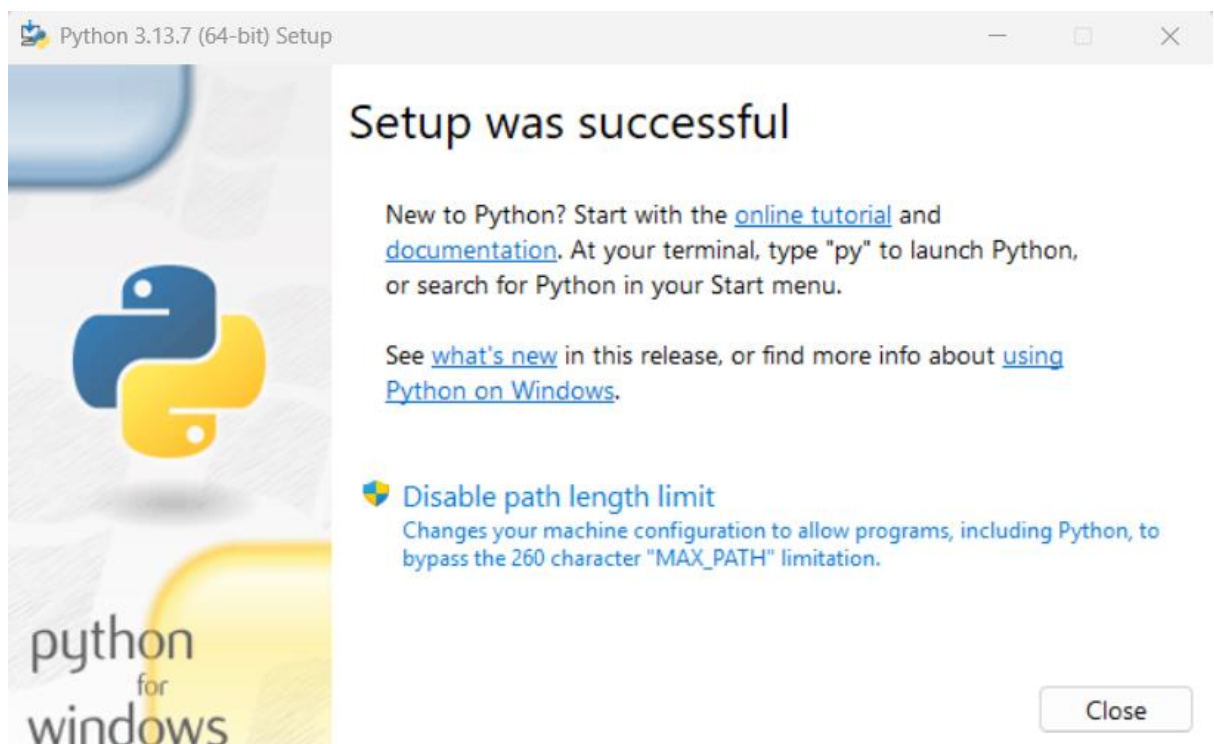 Python 3.13.7 (64-bit) Setup
Setup was successful
New to Python? Start with the online tutorial and
documentation. At your terminal, type "py" to launch Python,
or search for Python in your Start menu.
See what's new in this release, or find more info about using
Python on Windows.
Disable path length limit
Changes your machine configuration to allow programs, including Python, to
bypass the 260 character "MAX_PATH" limitation.
python
for
windows
Close